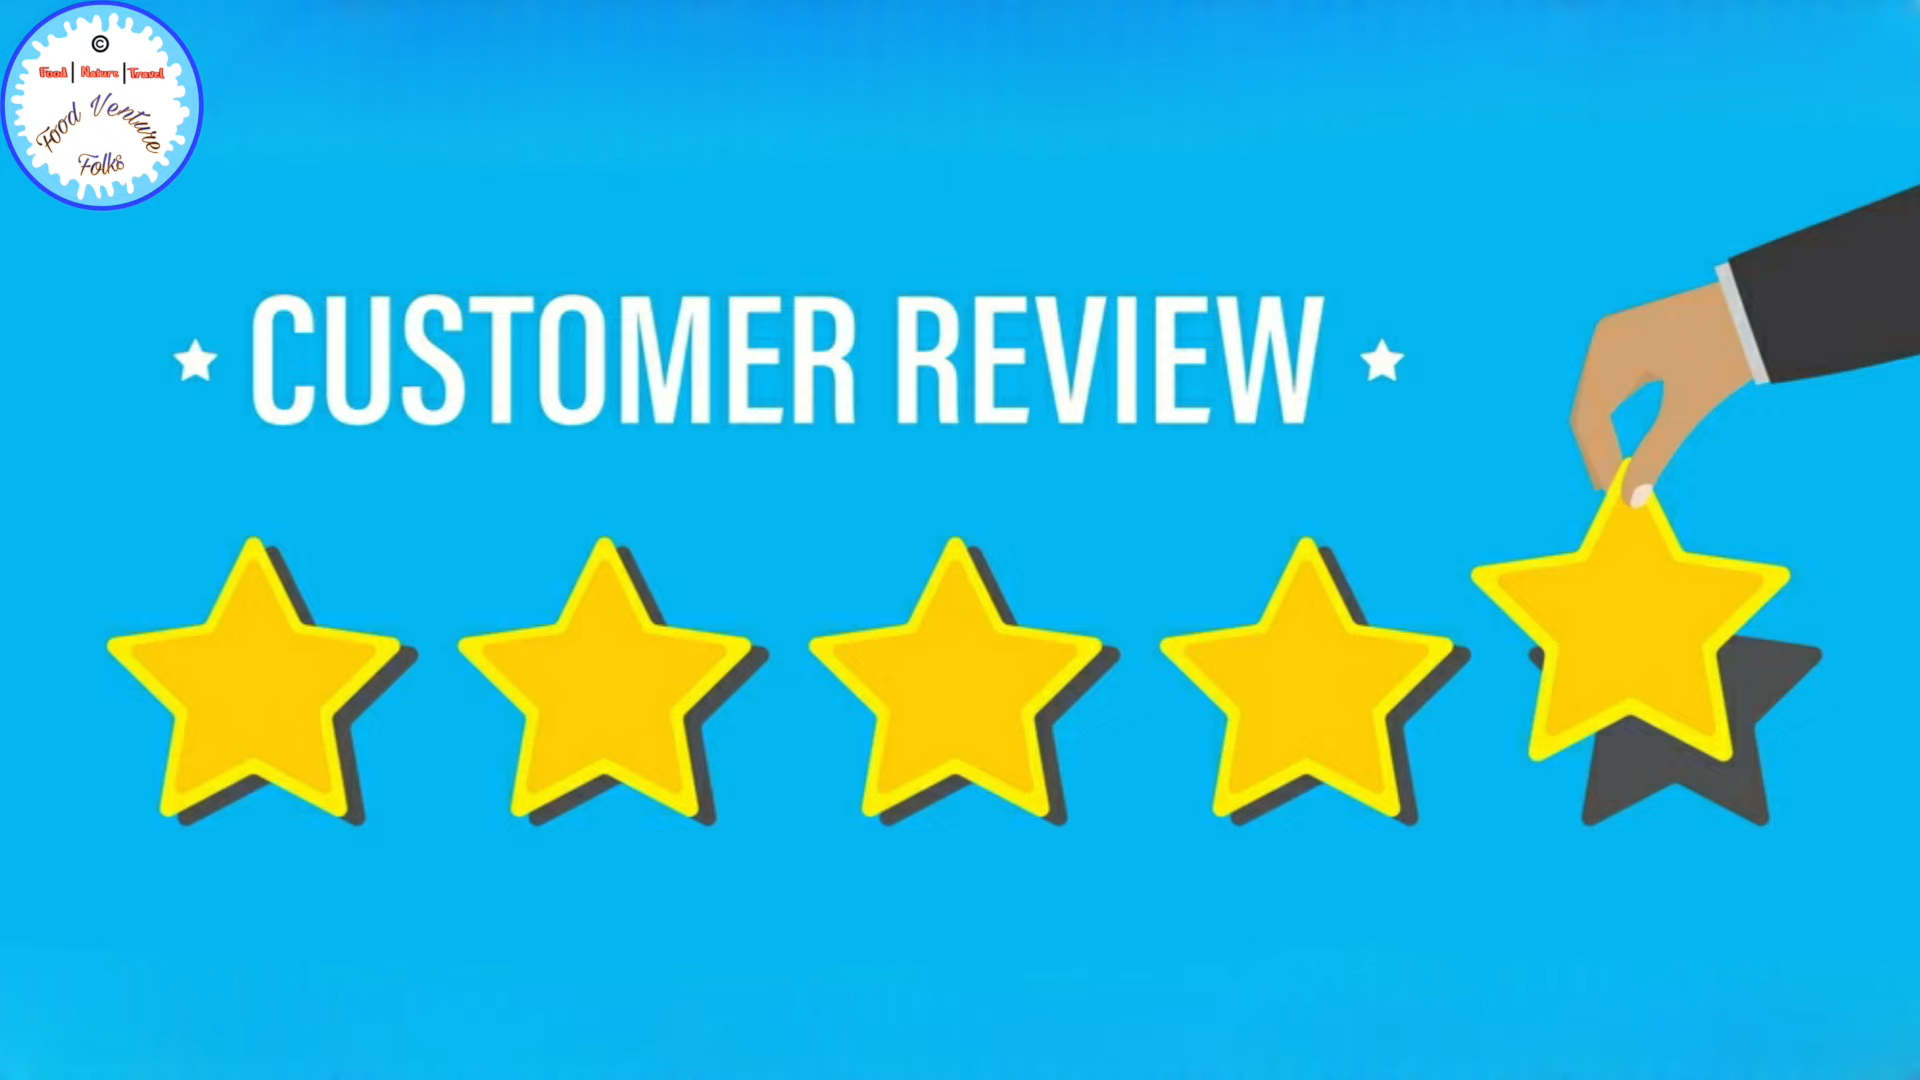 ©
Food | Nature | Travel
Food Venture
Folks
CUSTOMER REVIEW